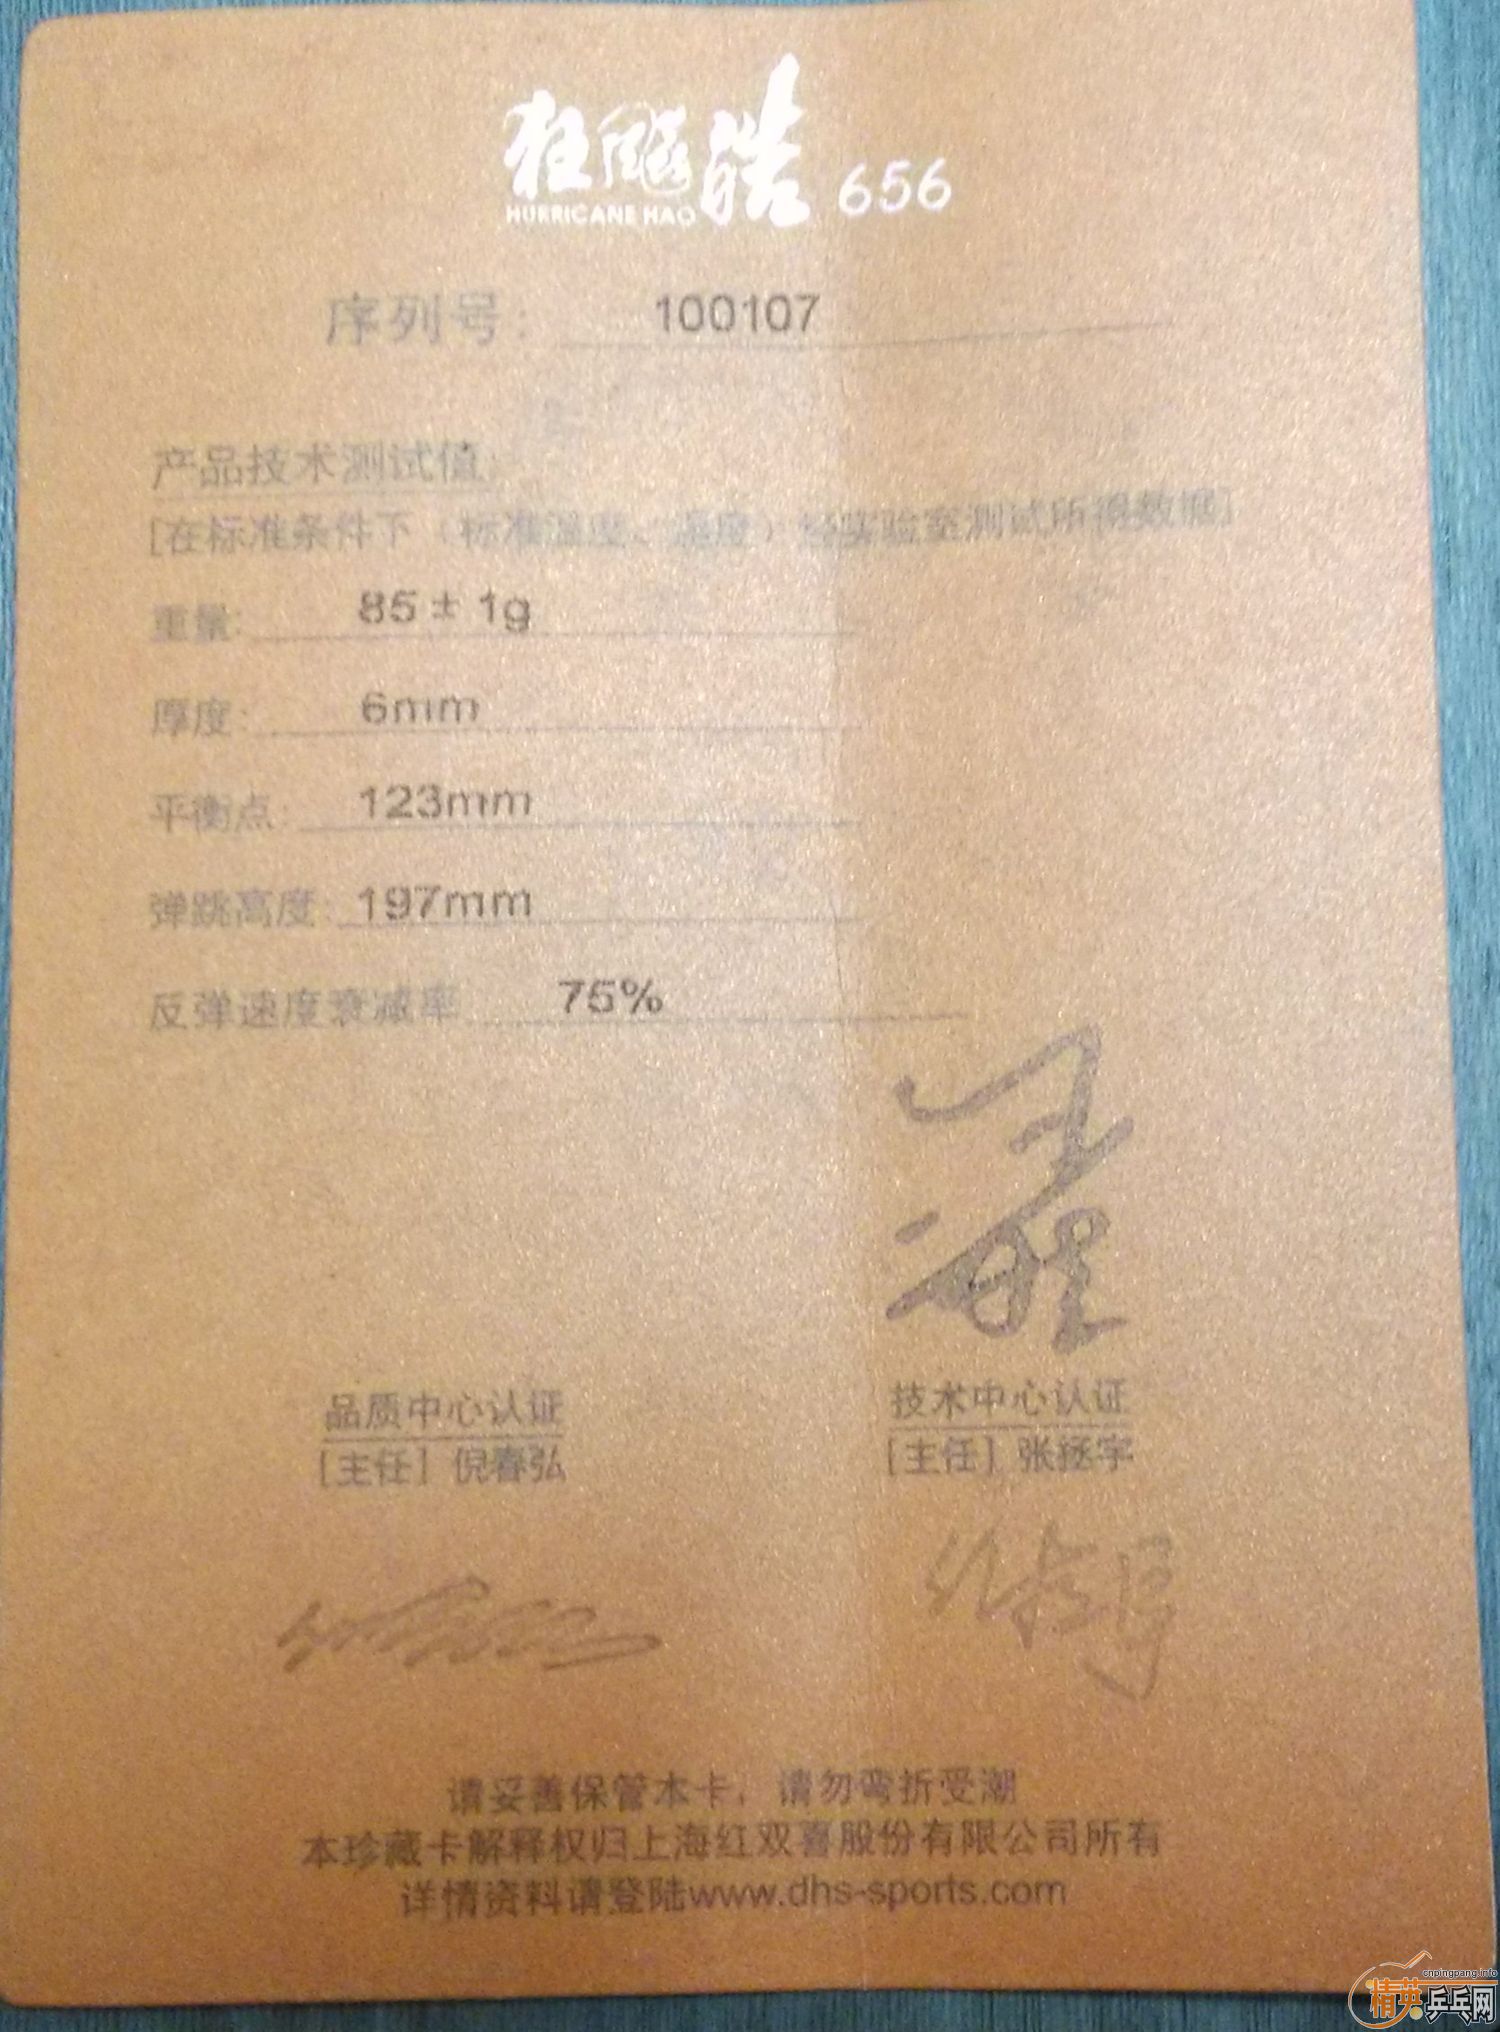 狂飚皓 656
HURRICANE HAO
序列号: 100107
产品技术测试值:
[在标准条件下(标准温度、湿度)经实验室测试所得数据]
重量: 85 ± 1g
厚度: 6mm
平衡点: 123mm
弹跳高度: 197mm
反弹速度衰减率 75%
品质中心认证
[主任] 倪春弘
技术中心认证
[主任] 张拯宇
请妥善保管本卡，请勿弯折受潮
本珍藏卡解释权归上海红双喜股份有限公司所有
详情资料请登陆www.dhs-sports.com
cnpingpang.info
精英乒乓网